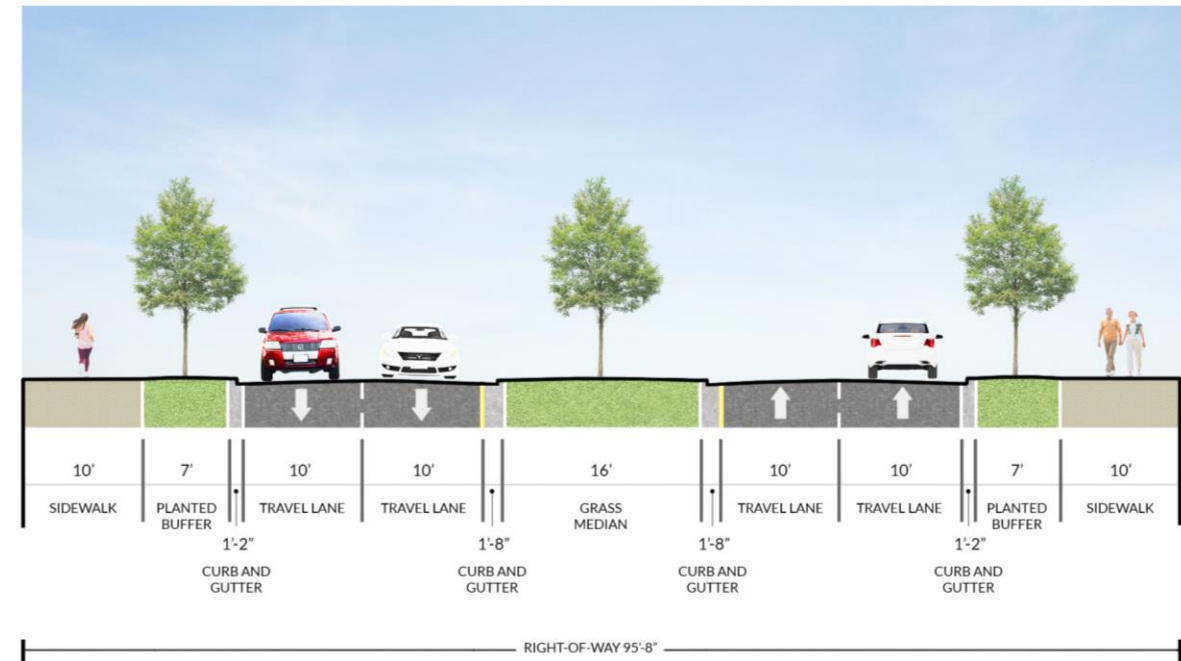 10’ 7’ 10’ 10’ 16’ 10’ 10’ 7’ 10’
SIDEWALK PLANTED BUFFER TRAVEL LANE TRAVEL LANE GRASS MEDIAN TRAVEL LANE TRAVEL LANE PLANTED BUFFER SIDEWALK
1’-2” 1’-8” 1’-8” 1’-2”
CURB AND CURB AND CURB AND CURB AND
GUTTER GUTTER GUTTER GUTTER
RIGHT-OF-WAY 95’-8”